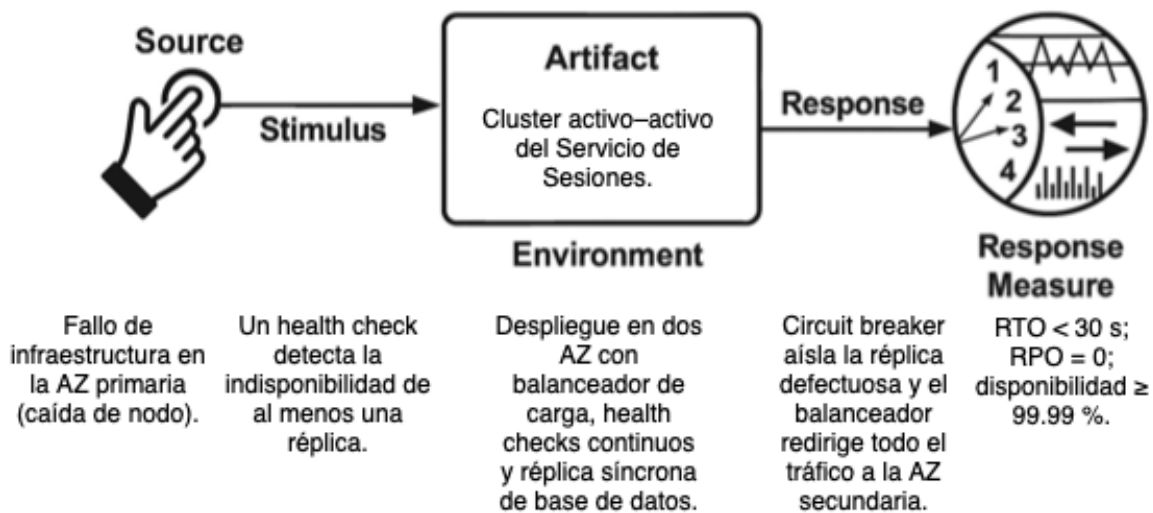 Source
Stimulus
Artifact
Cluster activo–activo
del Servicio de
Sesiones.
Environment
Response
1
2
3
4
Response
Measure
Fallo de
infraestructura en
la AZ primaria
(caída de nodo).
Un health check
detecta la
indisponibilidad de
al menos una
réplica.
Despliegue en dos
AZ con
balanceador de
carga, health
checks continuos
y réplica síncrona
de base de datos.
Circuit breaker
aísla la réplica
defectuosa y el
balanceador
redirige todo el
tráfico a la AZ
secundaria.
RTO < 30 s;
RPO = 0;
disponibilidad ≥
99.99 %.